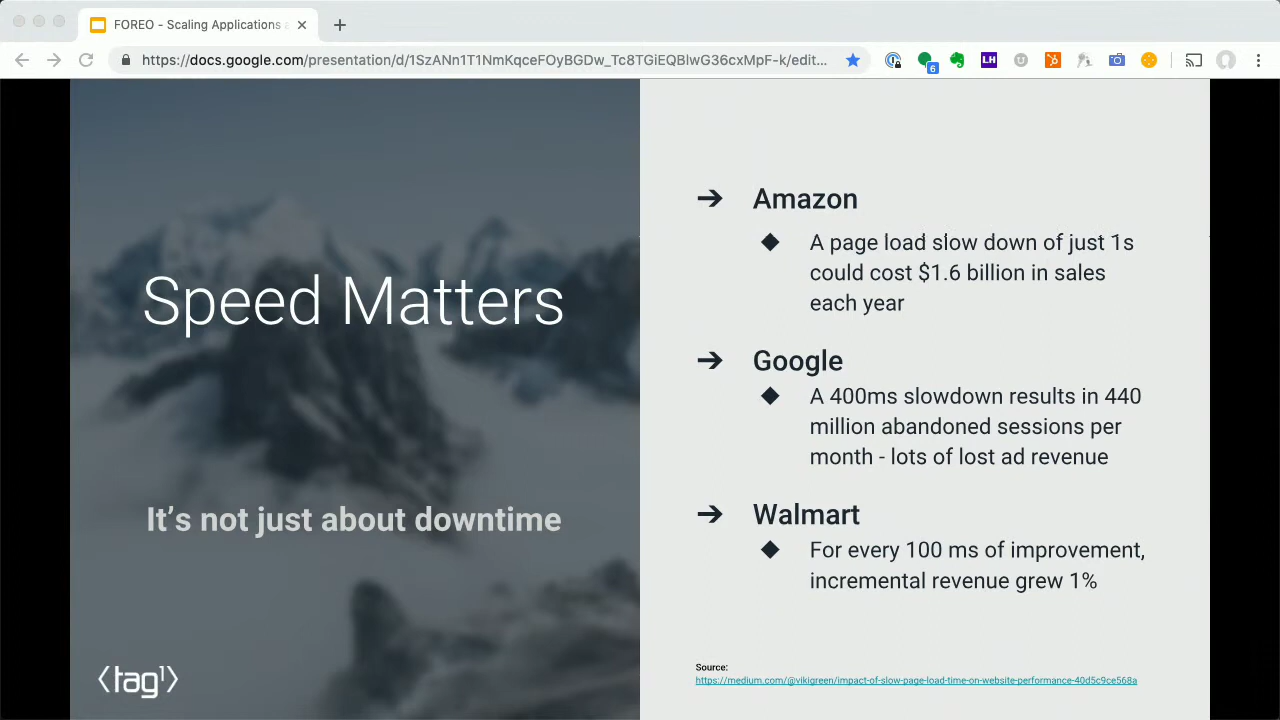 FOREO - Scaling Applications
https://docs.google.com/presentation/d/1SzANn1T1NmKqceFOyBGDw_Tc8TGiEQBlwG36cxMpF-k/edit...
6
LH
Speed Matters
It's not just about downtime
<tag1>
➔ Amazon
◆ A page load slow down of just 1s
could cost $1.6 billion in sales
each year
➔ Google
◆ A 400ms slowdown results in 440
million abandoned sessions per
month - lots of lost ad revenue
➔ Walmart
◆ For every 100 ms of improvement,
incremental revenue grew 1%
Source:
https://medium.com/@vikigreen/impact-of-slow-page-load-time-on-website-performance-40d5c9ce568a